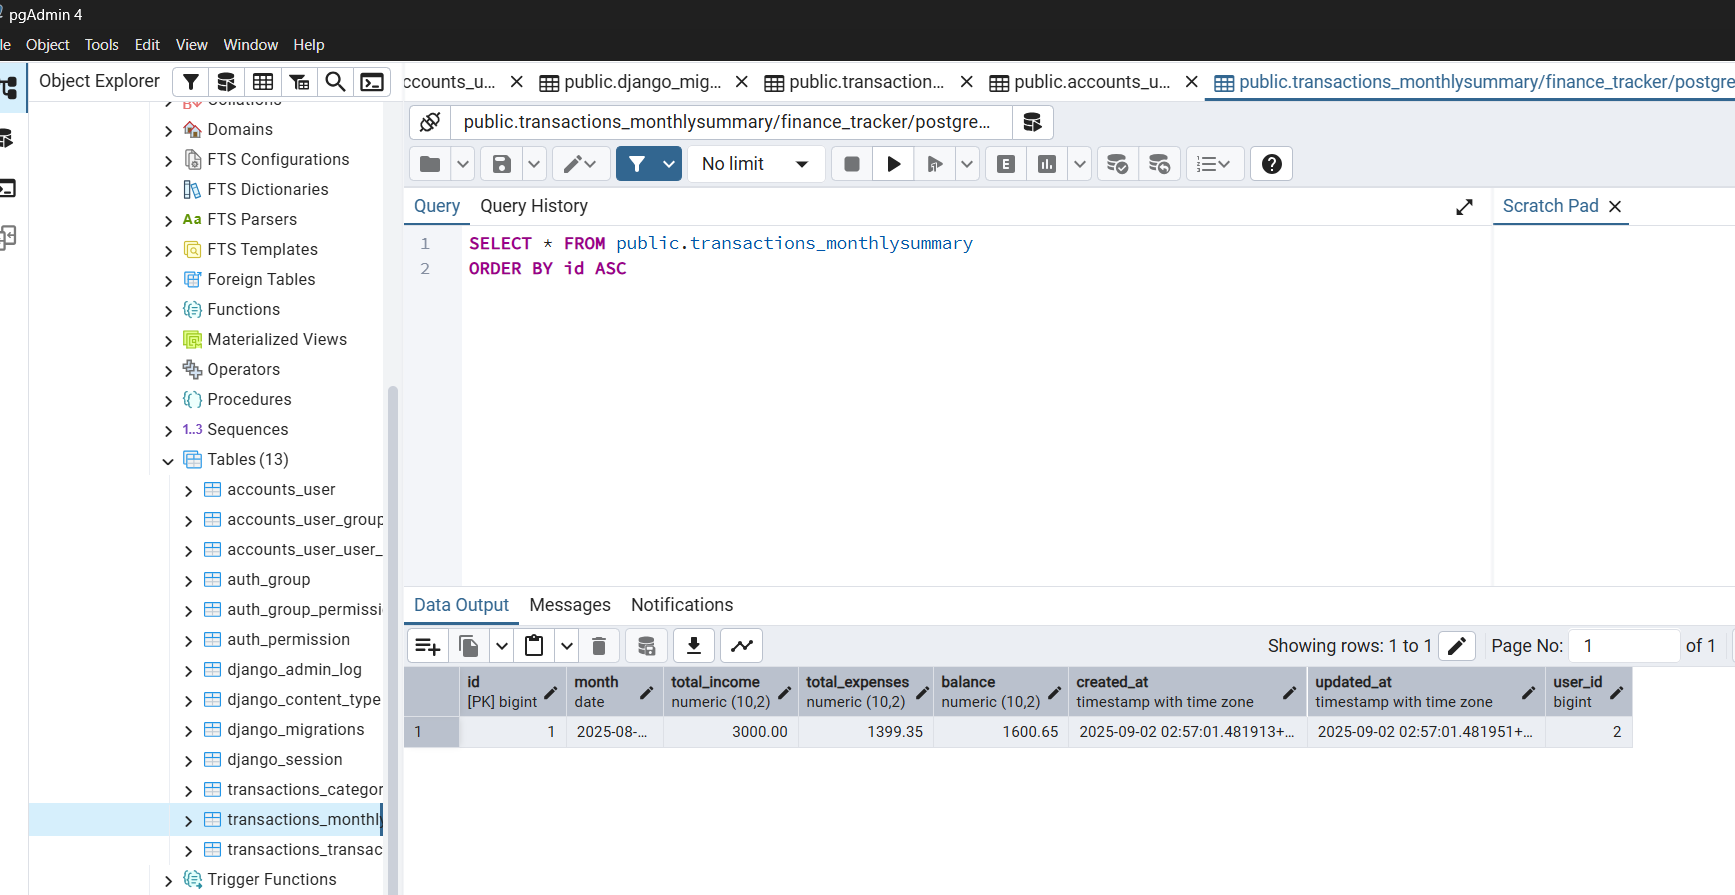 pgAdmin 4
le Object Tools Edit View Window Help
Object Explorer
ccounts_u... public.django_mig... public.transaction... public.accounts_u... public.transactions_monthlysummary/finance_tracker/postgre
public.transactions_monthlysummary/finance_tracker/postgre...
No limit
E
Query Query History
Scratch Pad
1 SELECT * FROM public.transactions_monthlysummary
2 ORDER BY id ASC
Collations
Domains
FTS Configurations
FTS Dictionaries
Aa FTS Parsers
FTS Templates
Foreign Tables
Functions
Materialized Views
Operators
Procedures
1..3 Sequences
Tables (13)
accounts_user
accounts_user_group
accounts_user_user_
auth_group
auth_group_permissi
auth_permission
django_admin_log
django_content_type
django_migrations
django_session
transactions_categor
transactions_monthly
transactions_transac
Trigger Functions
Data Output Messages Notifications
Showing rows: 1 to 1 Page No: 1 of 1
id month total_income total_expenses balance created_at updated_at user_id
[PK] bigint date numeric (10,2) numeric (10,2) numeric (10,2) timestamp with time zone timestamp with time zone bigint
1 1 2025-08-... 3000.00 1399.35 1600.65 2025-09-02 02:57:01.481913+... 2025-09-02 02:57:01.481951+... 2